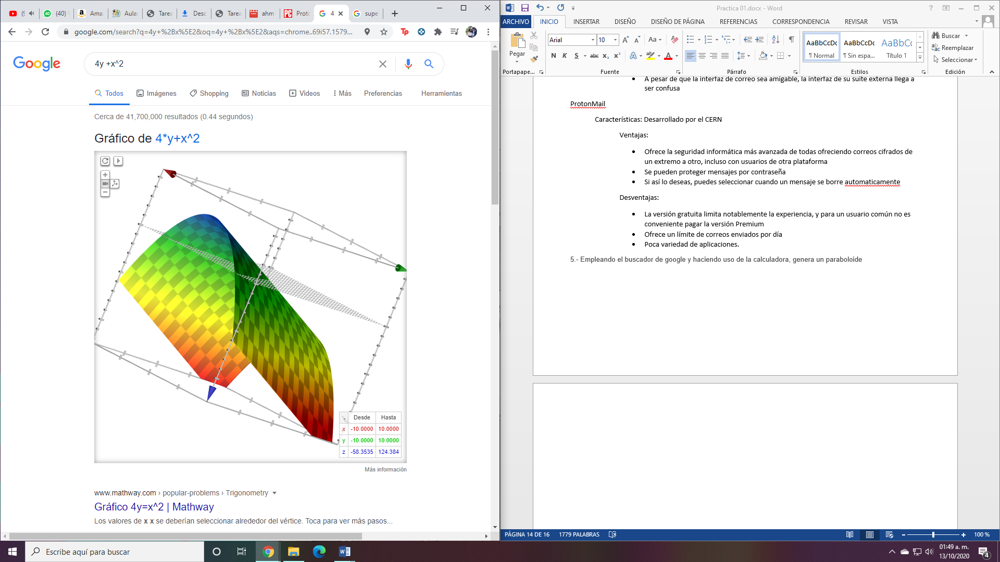 (40)
Ama
Aulas
Tarea
Desc
Tarea
ahm-
Proto
4
supe
google.com/search?q=4y+%2Bx%5E2&oq=4y+%2Bx%5E2&aqs=chrome..69i57.1579...
Google
4y +x^2
Todos
Imágenes
Shopping
Noticias
Videos
Más
Preferencias
Herramientas
Cerca de 41,700,000 resultados (0.44 segundos)
Gráfico de 4*y+x^2
Desde Hasta
x -10.0000 10.0000
y -10.0000 10.0000
z -58.3535 124.384
Más información
www.mathway.com › popular-problems › Trigonometry
Gráfico 4y=x^2 | Mathway
Los valores de x x se deberían seleccionar alrededor del vértice. Toca para ver más pasos...
Practica 01.docx - Word
ARCHIVO INICIO INSERTAR DISEÑO DISEÑO DE PÁGINA REFERENCIAS CORRESPONDENCIA REVISAR VISTA
Pegar
Portapape...
Arial 10
N K S abc x₂ x²
Fuente
Párrafo
AaBbCcDc AaBbCcDc AaBbCc
¶ Normal ¶ Sin espa... Título 1
Estilos
Buscar
Reemplazar
Seleccionar
Edición
• A pesar de que la interfaz de correo sea amigable, la interfaz de su suite externa llega a
ser confusa
ProtonMail
Características: Desarrollado por el CERN
Ventajas:
• Ofrece la seguridad informática más avanzada de todas ofreciendo correos cifrados de
un extremo a otro, incluso con usuarios de otra plataforma
• Se pueden proteger mensajes por contraseña
• Si así lo deseas, puedes seleccionar cuando un mensaje se borre automaticamente
Desventajas:
• La versión gratuita limita notablemente la experiencia, y para un usuario común no es
conveniente pagar la versión Premium
• Ofrece un límite de correos enviados por día
• Poca variedad de aplicaciones.
5.- Empleando el buscador de google y haciendo uso de la calculadora, genera un paraboloide
PÁGINA 14 DE 16 1779 PALABRAS
100 %
Escribe aquí para buscar
01:49 a. m.
13/10/2020
4